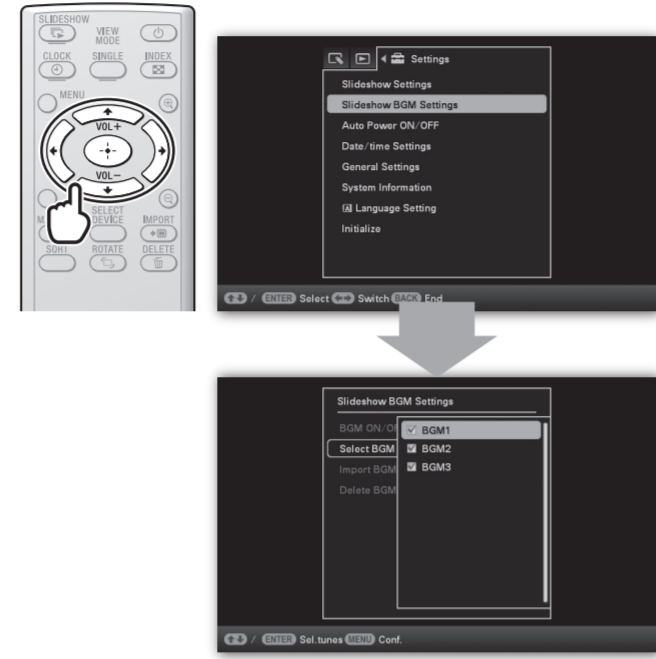 SLIDESHOW
VIEW
MODE
CLOCK
SINGLE
INDEX
MENU
VOL+
VOL-
SELECT
DEVICE
IMPORT
SORT
ROTATE
DELETE
Settings
Slideshow Settings
Slideshow BGM Settings
Auto Power ON/OFF
Date/time Settings
General Settings
System Information
A Language Setting
Initialize
/ ENTER Select Switch BACK End
Slideshow BGM Settings
BGM ON/OF
Select BGM
Import BGM
Delete BGM
BGM1
BGM2
BGM3
/ ENTER Sel.tunes MENU Conf.